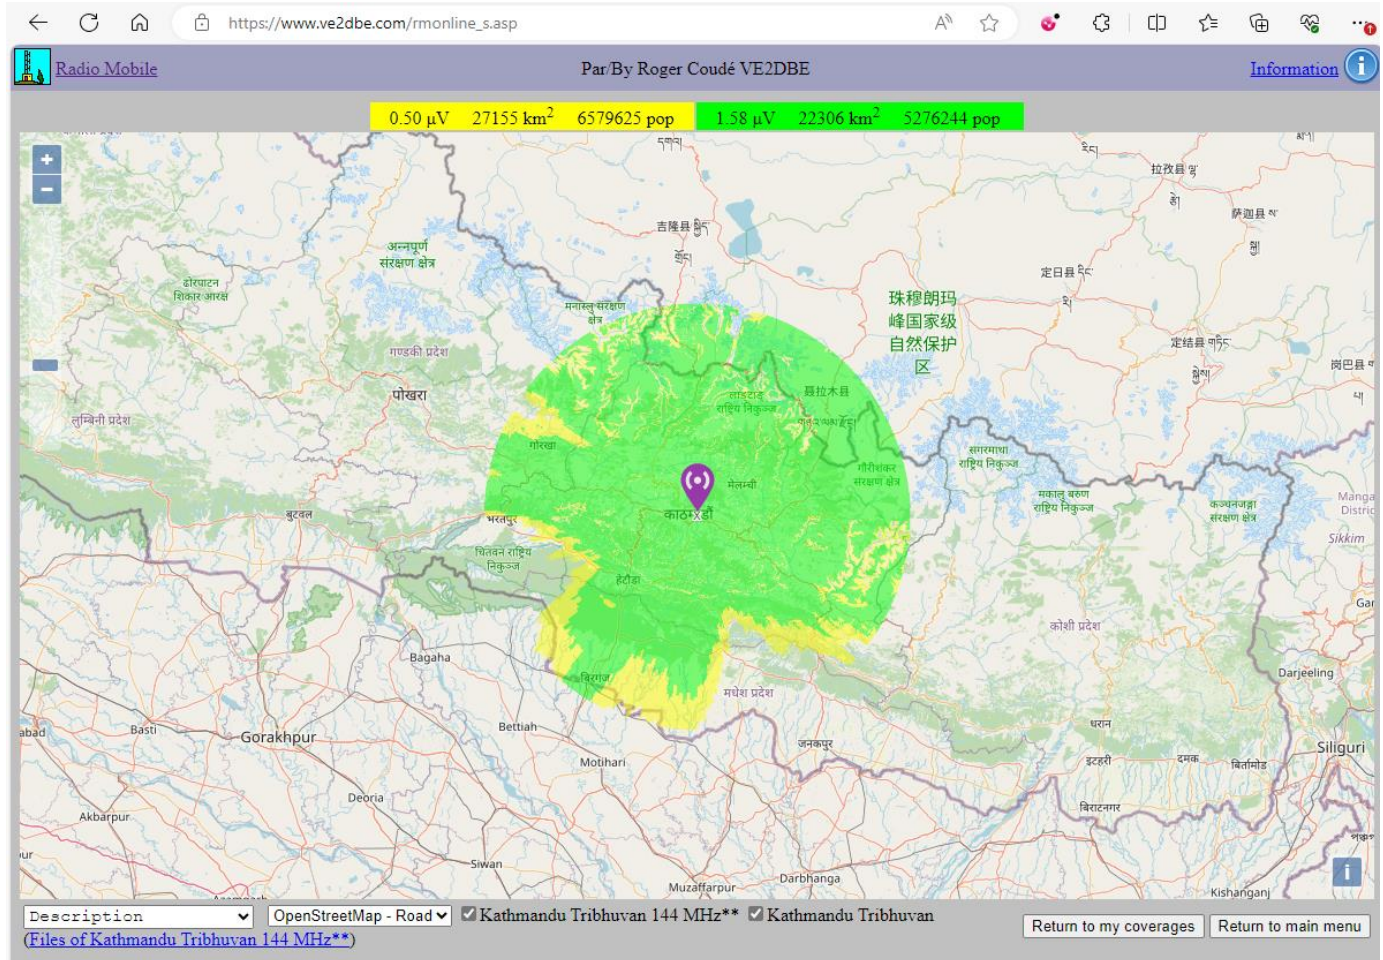 https://www.ve2dbe.com/rmonline_s.asp
Radio Mobile
Par/By Roger Coudé VE2DBE
Information
0.50 µV 27155 km² 6579625 pop 1.58 µV 22306 km² 5276244 pop
+
−
拉孜县
萨迦县
吉隆县
अन्नपूर्ण
संरक्षण क्षेत्र
定日县
ढोरपाटन
शिकार आरक्ष
मनास्लु संरक्षण
क्षेत्र
珠穆朗玛
峰国家级
自然保护
区
गण्डकी प्रदेश
定结县
岗巴县
पोखरा
लुम्बिनी प्रदेश
聂拉木县
राष्ट्रिय निकुञ्ज
गोरखा
सगरमाथा
राष्ट्रिय निकुञ्ज
गौरीशंकर
संरक्षण क्षेत्र
मेलम्ची
मकालु बरुण
राष्ट्रिय निकुञ्ज
कञ्चनजङ्गा
संरक्षण क्षेत्र
बुटवल
भरतपुर
काठमाडौं
Sikkim
चितवन राष्ट्रिय
निकुञ्ज
हेटौडा
कोशी प्रदेश
Bagaha
Darjeeling
बिरगंज
मधेश प्रदेश
Basti
Gorakhpur
Bettiah
धरान
जनकपुर
Siliguri
Motihari
इटहरी
दमक
बिर्तामोड
Deoria
बिराटनगर
Akbarpur
Siwan
Muzaffarpur
Darbhanga
Kishanganj
Description OpenStreetMap - Road Kathmandu Tribhuvan 144 MHz** Kathmandu Tribhuvan
(Files of Kathmandu Tribhuvan 144 MHz**)
Return to my coverages Return to main menu